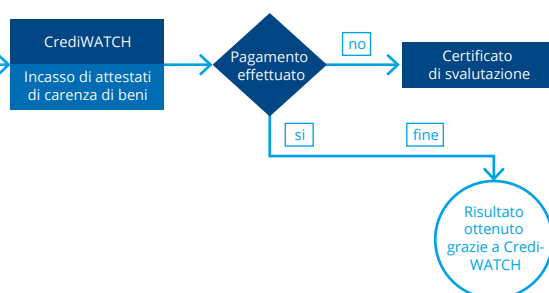 CrediWATCH
Incasso di attestati
di carenza di beni
Pagamento
effettuato
no
Certificato
di svalutazione
si
fine
Risultato
ottenuto
grazie a Credi-
WATCH